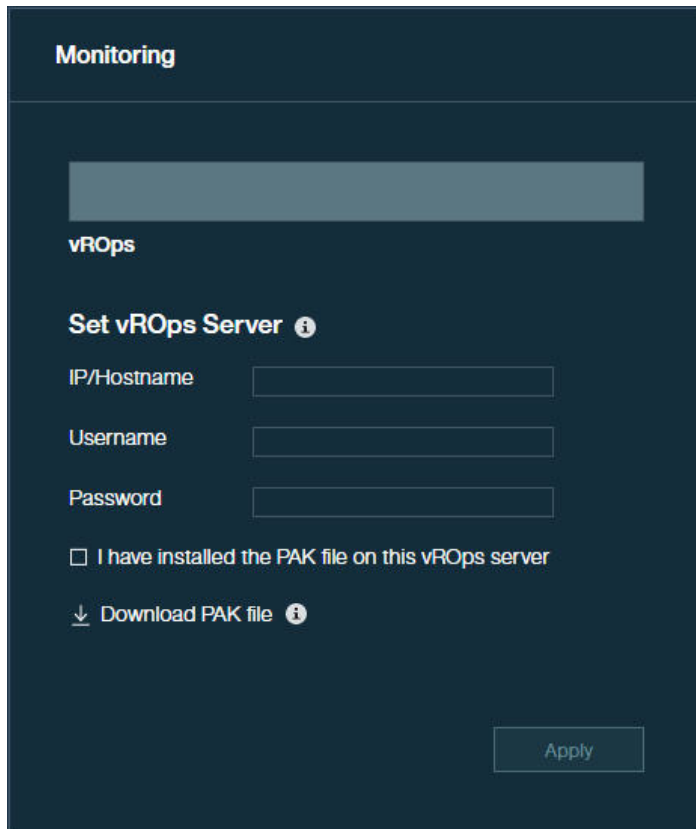 Monitoring
vROps
Set vROps Server
IP/Hostname
Username
Password
I have installed the PAK file on this vROps server
Download PAK file
Apply